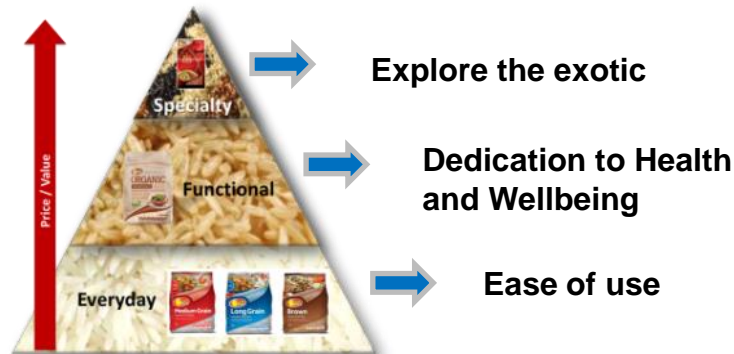 Explore the exotic
Specialty
Dedication to Health
and Wellbeing
ORGANIC
Functional
Price / Value
Ease of use
Everyday
Medium Grain
Long Grain
Brown